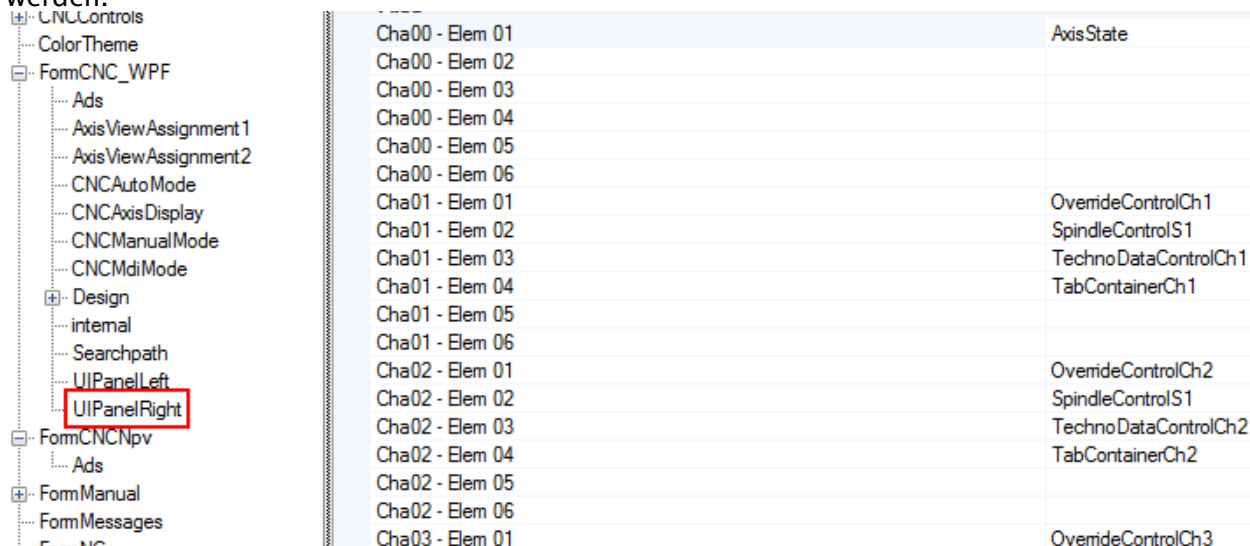 werden.
CNCControls
ColorTheme
FormCNC_WPF
Ads
AxisViewAssignment1
AxisViewAssignment2
CNCAutoMode
CNCAxisDisplay
CNCManualMode
CNCMdiMode
Design
internal
Searchpath
UIPanelLeft
UIPanelRight
FormCNCNpv
Ads
FormManual
FormMessages
Cha00 - Elem 01 AxisState
Cha00 - Elem 02
Cha00 - Elem 03
Cha00 - Elem 04
Cha00 - Elem 05
Cha00 - Elem 06
Cha01 - Elem 01 OverrideControlCh1
Cha01 - Elem 02 SpindleControlS1
Cha01 - Elem 03 TechnoDataControlCh1
Cha01 - Elem 04 TabContainerCh1
Cha01 - Elem 05
Cha01 - Elem 06
Cha02 - Elem 01 OverrideControlCh2
Cha02 - Elem 02 SpindleControlS1
Cha02 - Elem 03 TechnoDataControlCh2
Cha02 - Elem 04 TabContainerCh2
Cha02 - Elem 05
Cha02 - Elem 06
Cha03 - Elem 01 OverrideControlCh3